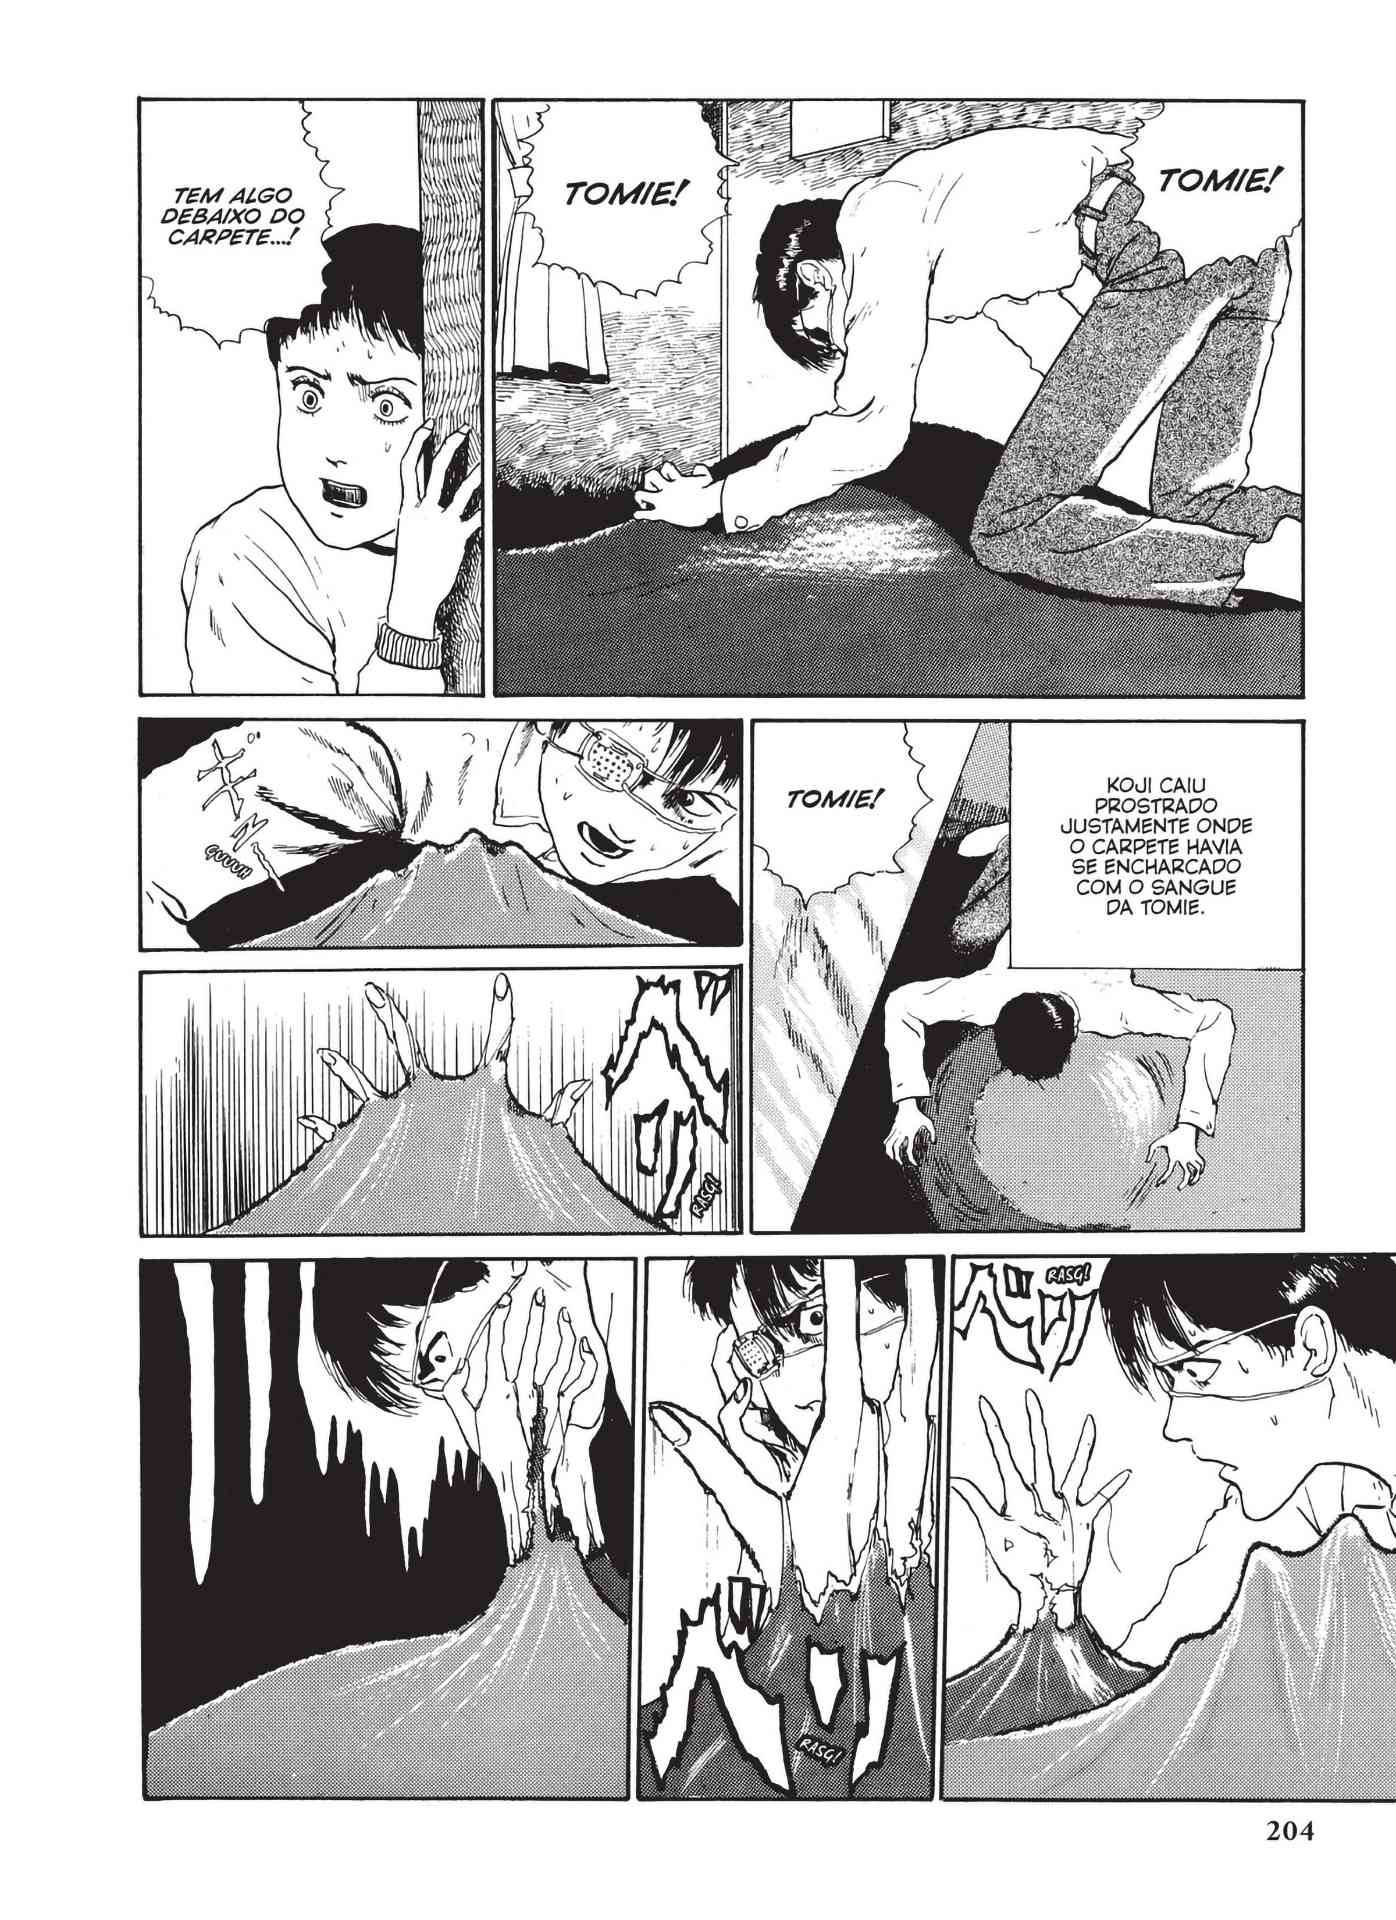 TOMIE!
TOMIE!
TEM ALGO
DEBAIXO DO
CARPETE...!
KOJI CAIU
PROSTRADO
JUSTAMENTE ONDE
O CARPETE HAVIA
SE ENCHARCADO
COM O SANGUE
DA TOMIE.
TOMIE!
GUUUH
RASG!
RASG!
RASG!
204